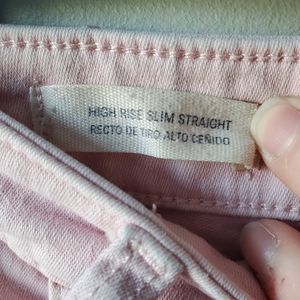 HIGH RISE SLIM STRAIGHT
RECTO DE TIRO ALTO CEÑIDO